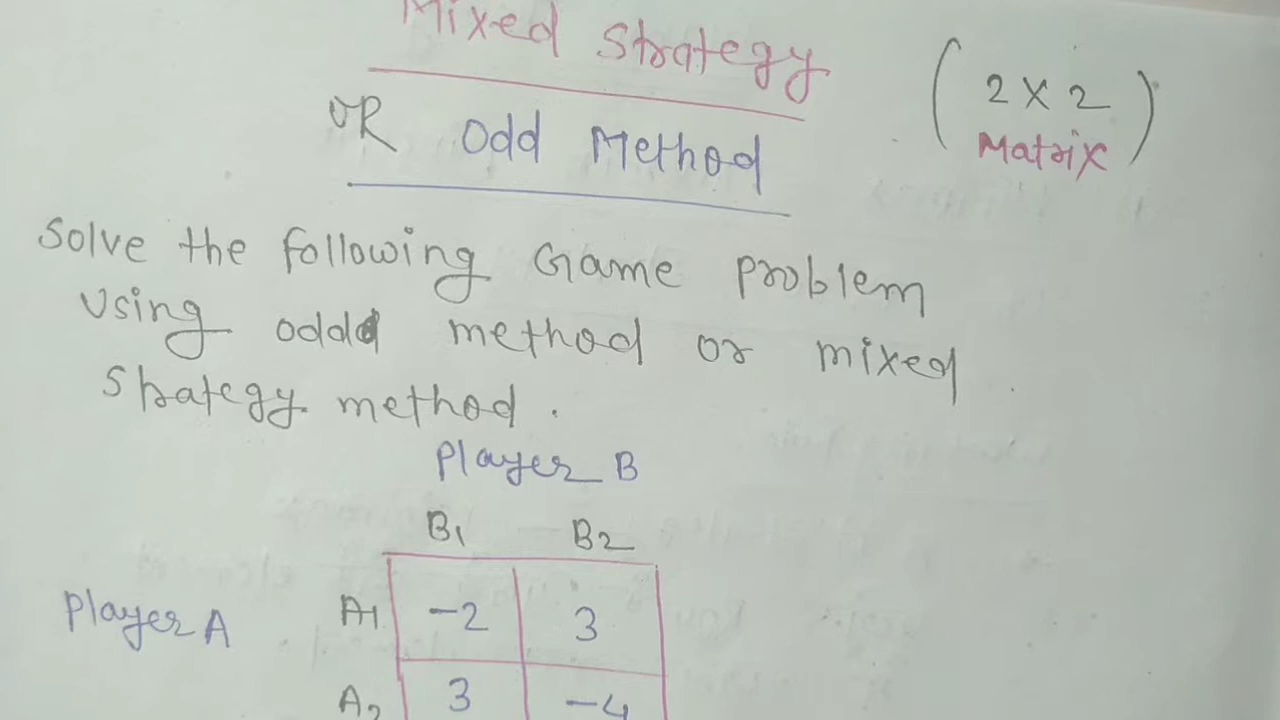 Mixed Strategy
( 2 X 2 Matrix )
OR Odd Method
Solve the following Game problem
Using odd method or mixed
Strategy method.
Player B
B1 B2
Player A A1 -2 3
A2 3 -4